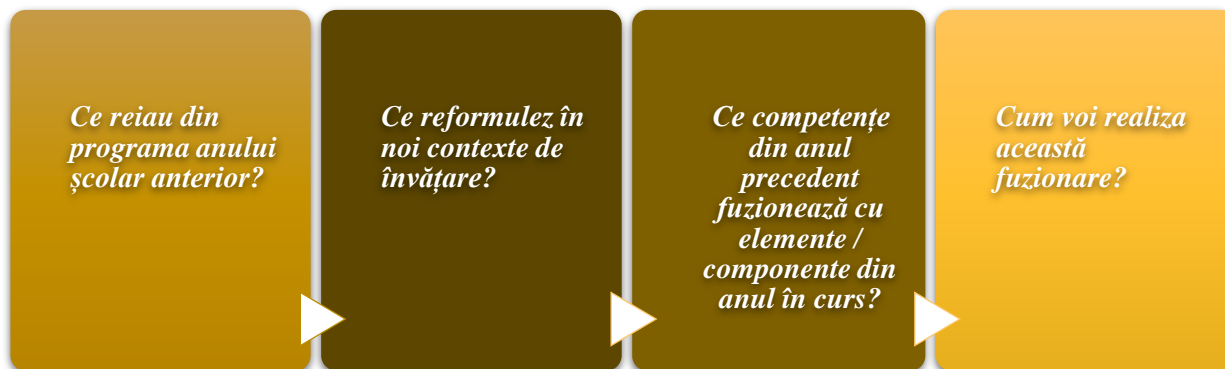 Ce reiau din
programa anului
școlar anterior?
Ce reformulez în
noi contexte de
învățare?
Ce competențe
din anul
precedent
fuzionează cu
elemente /
componente din
anul în curs?
Cum voi realiza
această
fuzionare?